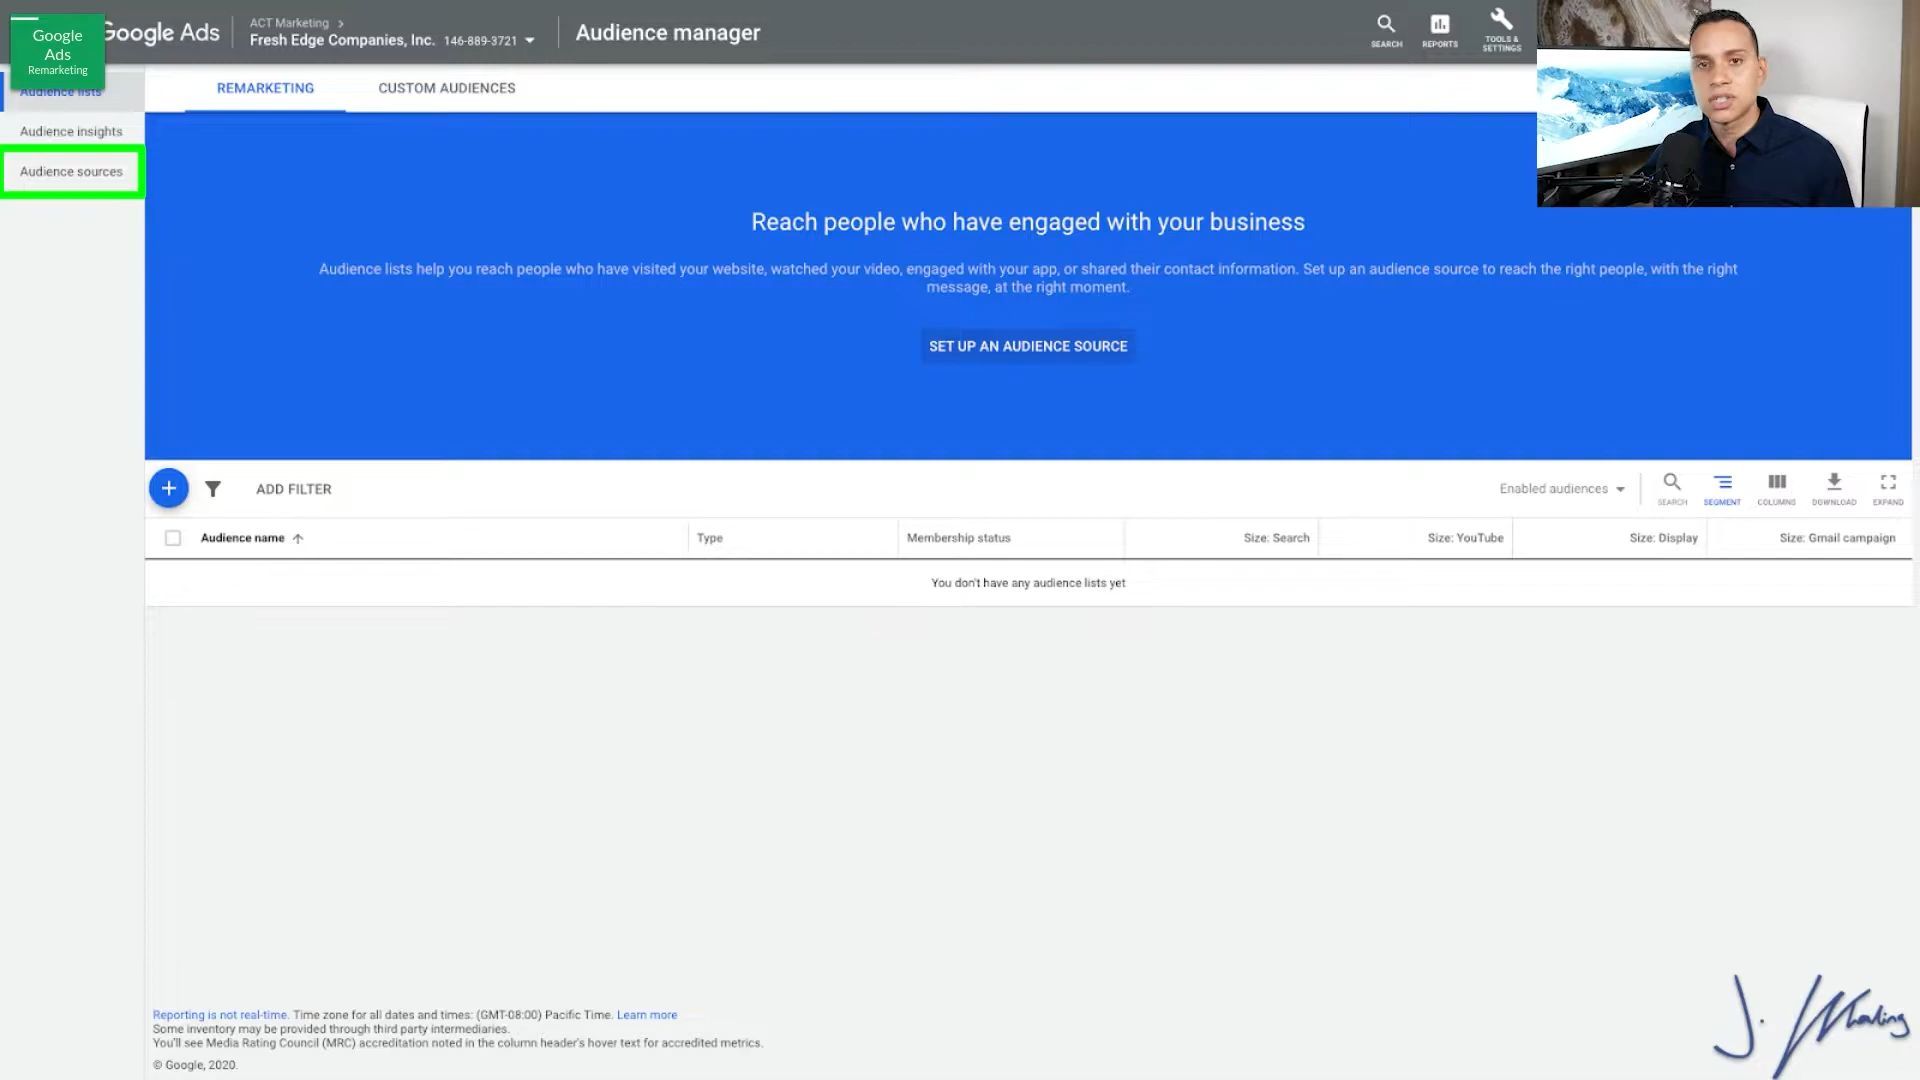 Google
Ads
Remarketing
Google Ads
ACT Marketing >
Fresh Edge Companies, Inc. 146-889-3721
Audience manager
SEARCH
REPORTS
TOOLS &
SETTINGS
Audience lists
Audience insights
Audience sources
REMARKETING
CUSTOM AUDIENCES
Reach people who have engaged with your business
Audience lists help you reach people who have visited your website, watched your video, engaged with your app, or shared their contact information. Set up an audience source to reach the right people, with the right
message, at the right moment.
SET UP AN AUDIENCE SOURCE
ADD FILTER
Enabled audiences
SEARCH
SEGMENT
COLUMNS
DOWNLOAD
EXPAND
Audience name
Type
Membership status
Size: Search
Size: YouTube
Size: Display
Size: Gmail campaign
You don't have any audience lists yet
Reporting is not real-time. Time zone for all dates and times: (GMT-08:00) Pacific Time. Learn more
Some inventory may be provided through third party intermediaries.
You'll see Media Rating Council (MRC) accreditation noted in the column header's hover text for accredited metrics.
© Google, 2020.